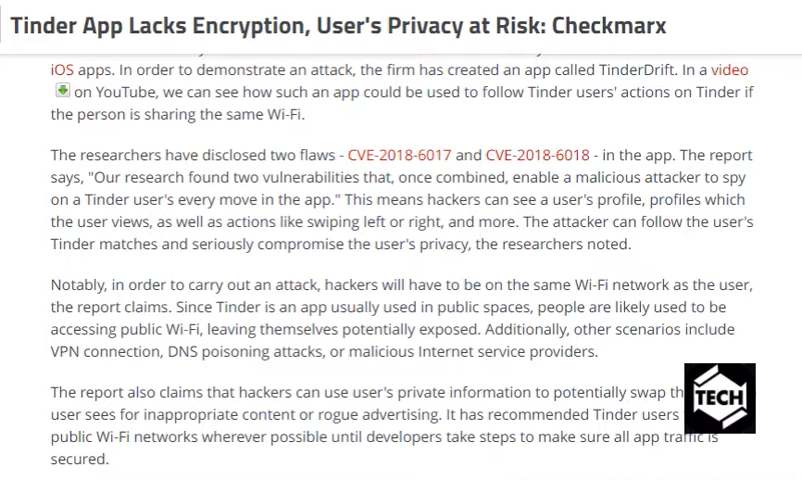 Tinder App Lacks Encryption, User's Privacy at Risk: Checkmarx
iOS apps. In order to demonstrate an attack, the firm has created an app called TinderDrift. In a video
on YouTube, we can see how such an app could be used to follow Tinder users' actions on Tinder if
the person is sharing the same Wi-Fi.
The researchers have disclosed two flaws - CVE-2018-6017 and CVE-2018-6018 - in the app. The report
says, "Our research found two vulnerabilities that, once combined, enable a malicious attacker to spy
on a Tinder user's every move in the app." This means hackers can see a user's profile, profiles which
the user views, as well as actions like swiping left or right, and more. The attacker can follow the user's
Tinder matches and seriously compromise the user's privacy, the researchers noted.
Notably, in order to carry out an attack, hackers will have to be on the same Wi-Fi network as the user,
the report claims. Since Tinder is an app usually used in public spaces, people are likely used to be
accessing public Wi-Fi, leaving themselves potentially exposed. Additionally, other scenarios include
VPN connection, DNS poisoning attacks, or malicious Internet service providers.
The report also claims that hackers can use user's private information to potentially swap
user sees for inappropriate content or rogue advertising. It has recommended Tinder users
public Wi-Fi networks wherever possible until developers take steps to make sure all app traffic is
secured.
TECH